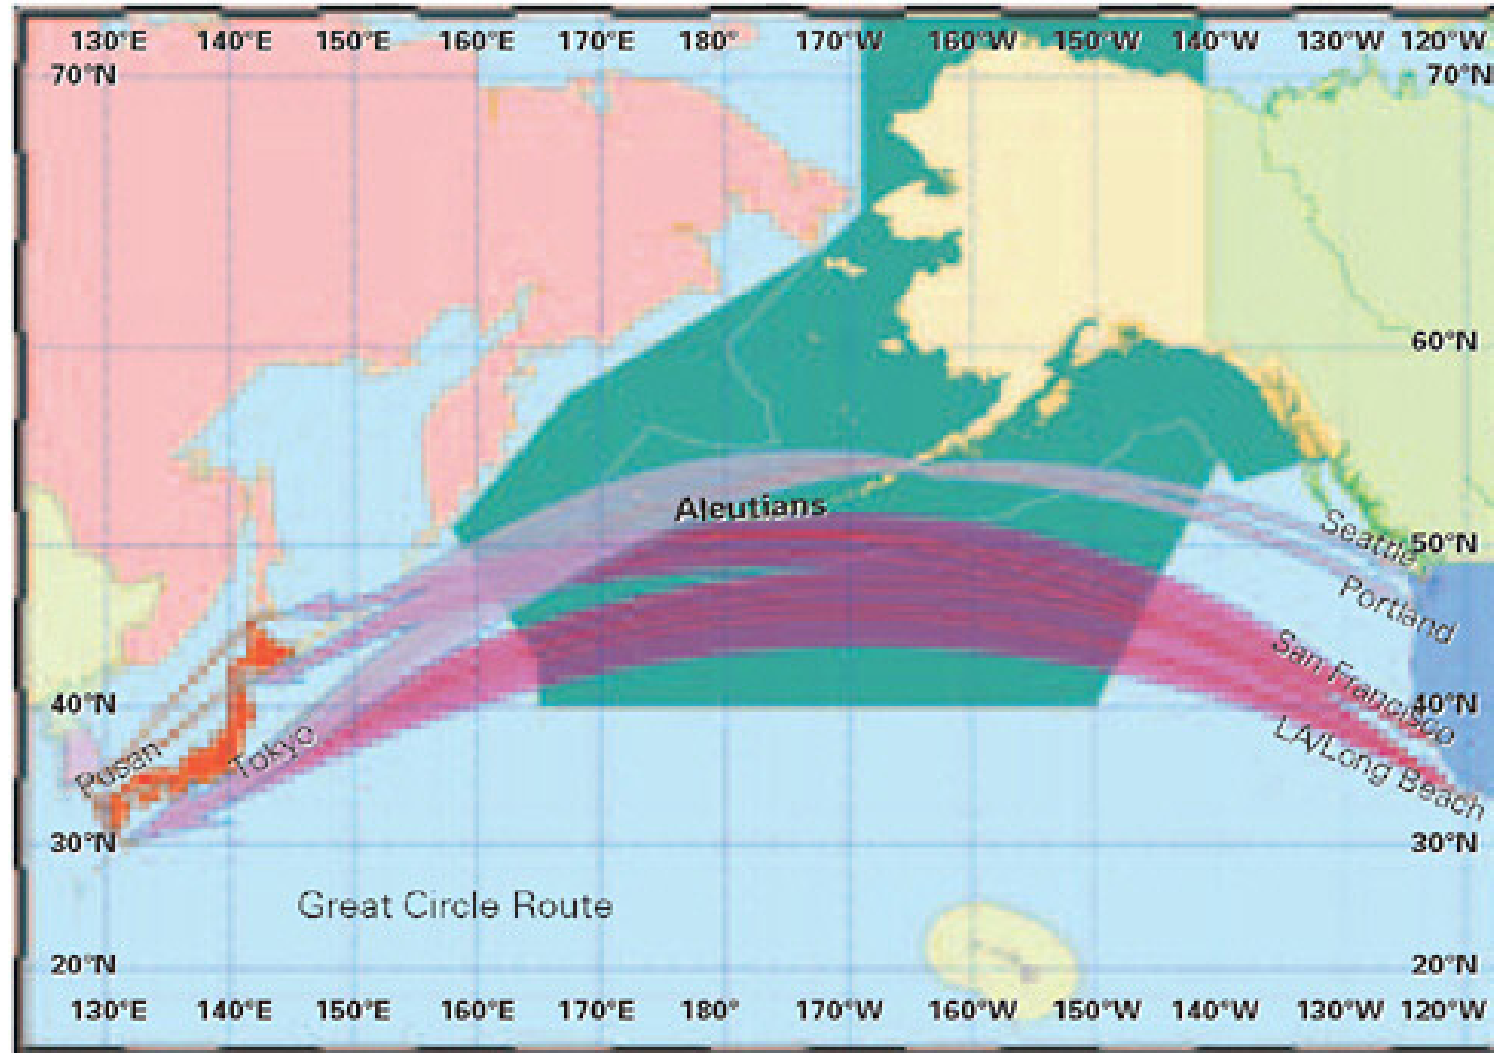 130°E 140°E 150°E 160°E 170°E 180° 170°W 160°W 150°W 140°W 130°W 120°W
70°N 70°N
60°N
Aleutians
Seattle
50°N
Portland
San Francisco
40°N 40°N
Tokyo
Pusan
LA/Long Beach
30°N 30°N
Great Circle Route
20°N 20°N
130°E 140°E 150°E 160°E 170°E 180° 170°W 160°W 150°W 140°W 130°W 120°W